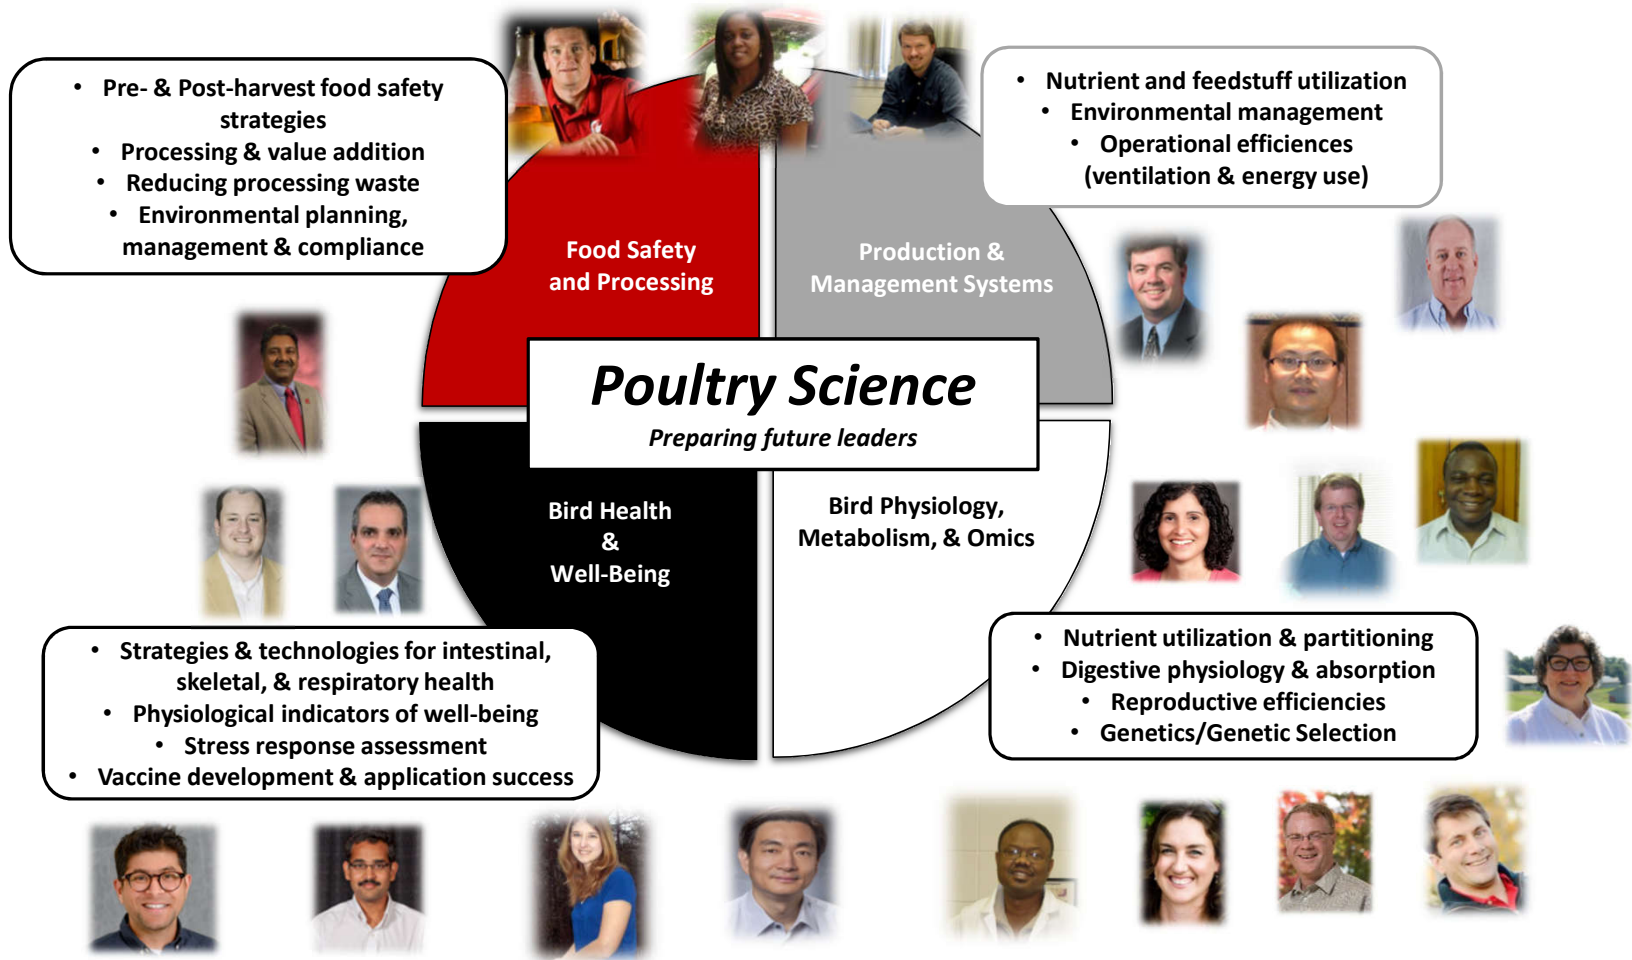 • Pre- & Post-harvest food safety
strategies
• Processing & value addition
• Reducing processing waste
• Environmental planning,
management & compliance
• Nutrient and feedstuff utilization
• Environmental management
• Operational efficiences
(ventilation & energy use)
Food Safety
and Processing
Production &
Management Systems
Poultry Science
Preparing future leaders
Bird Health
&
Well-Being
Bird Physiology,
Metabolism, & Omics
• Strategies & technologies for intestinal,
skeletal, & respiratory health
• Physiological indicators of well-being
• Stress response assessment
• Vaccine development & application success
• Nutrient utilization & partitioning
• Digestive physiology & absorption
• Reproductive efficiencies
• Genetics/Genetic Selection